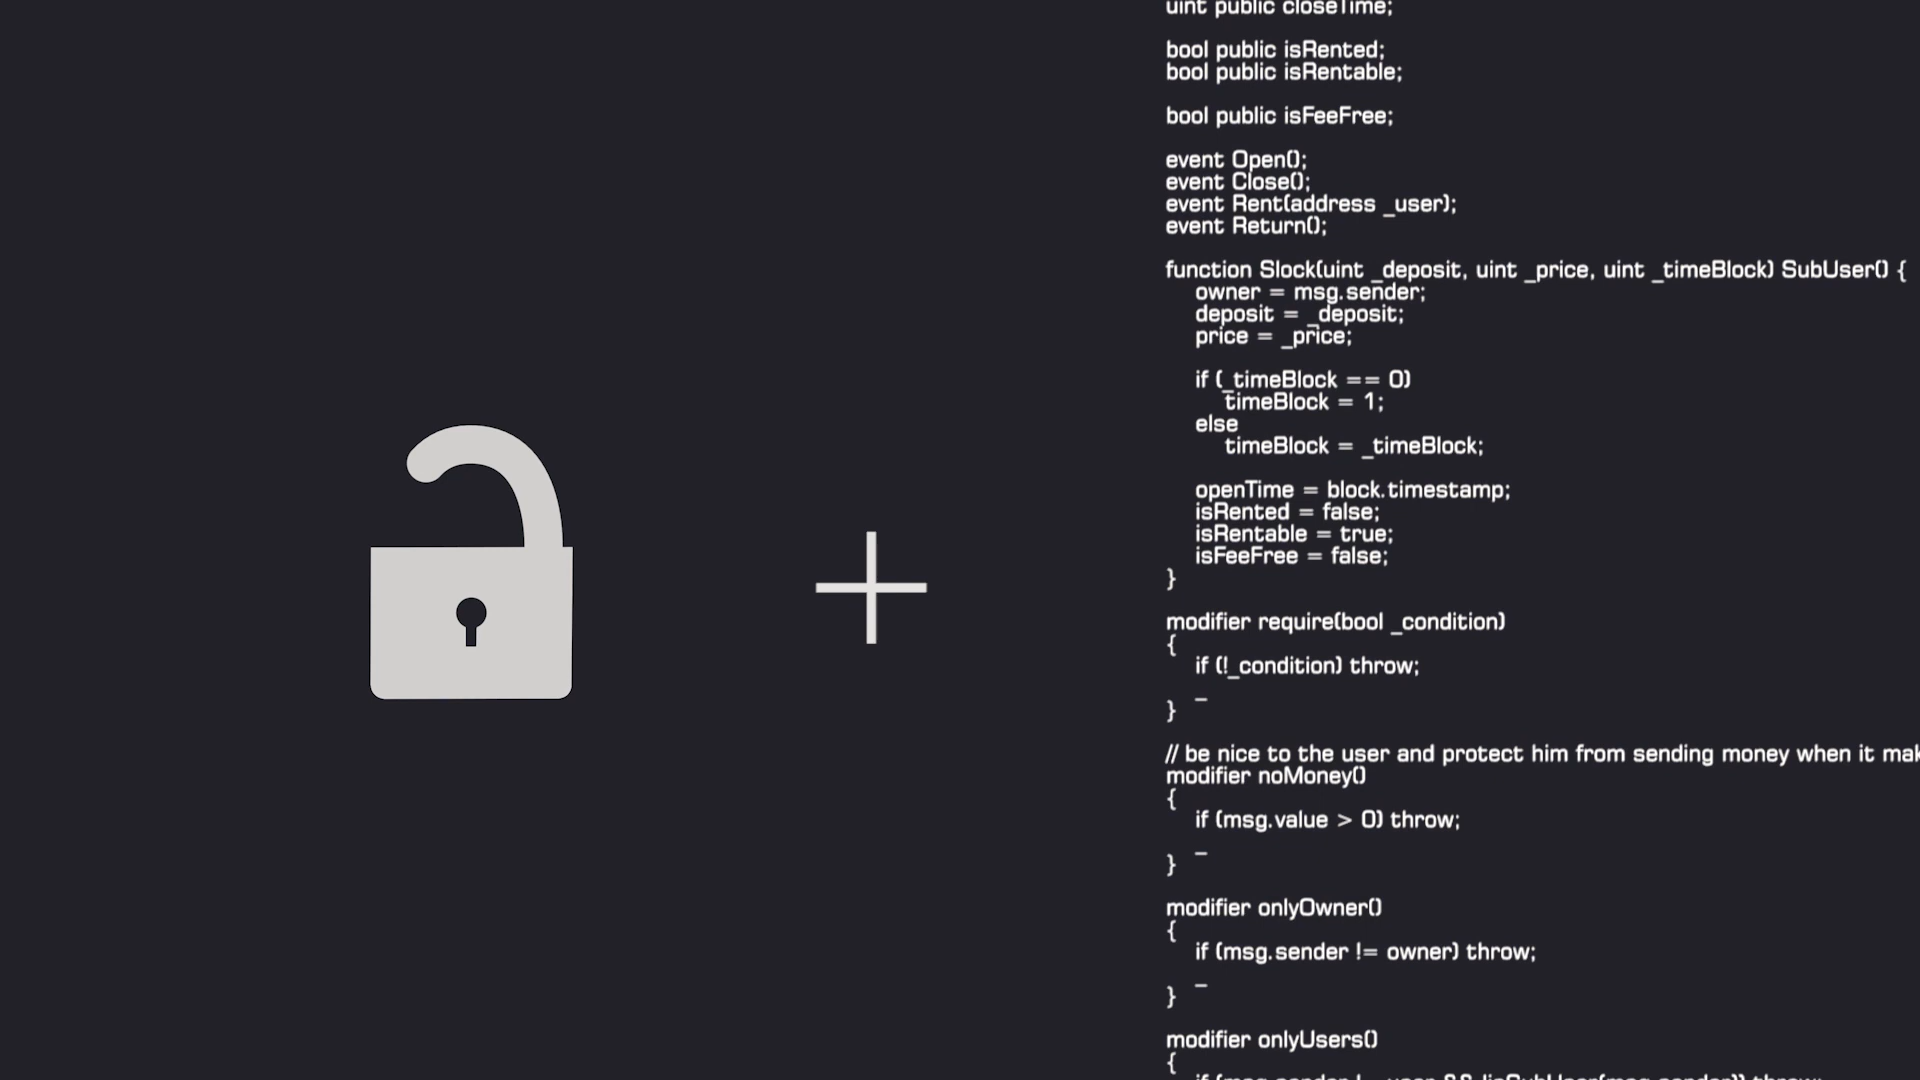 uint public closeTime;
bool public isRented;
bool public isRentable;
bool public isFeeFree;
event Open();
event Close();
event Rent(address _user);
event Return();
function Slock(uint _deposit, uint _price, uint _timeBlock) SubUser() {
owner = msg.sender;
deposit = _deposit;
price = _price;
if (_timeBlock == 0)
timeBlock = 1;
else
timeBlock = _timeBlock;
openTime = block.timestamp;
isRented = false;
isRentable = true;
isFeeFree = false;
}
modifier require(bool _condition)
{
if (!_condition) throw;
_
}
// be nice to the user and protect him from sending money when it
modifier noMoney()
{
if (msg.value > 0) throw;
_
}
modifier onlyOwner()
{
if (msg.sender != owner) throw;
_
}
modifier onlyUsers()
{